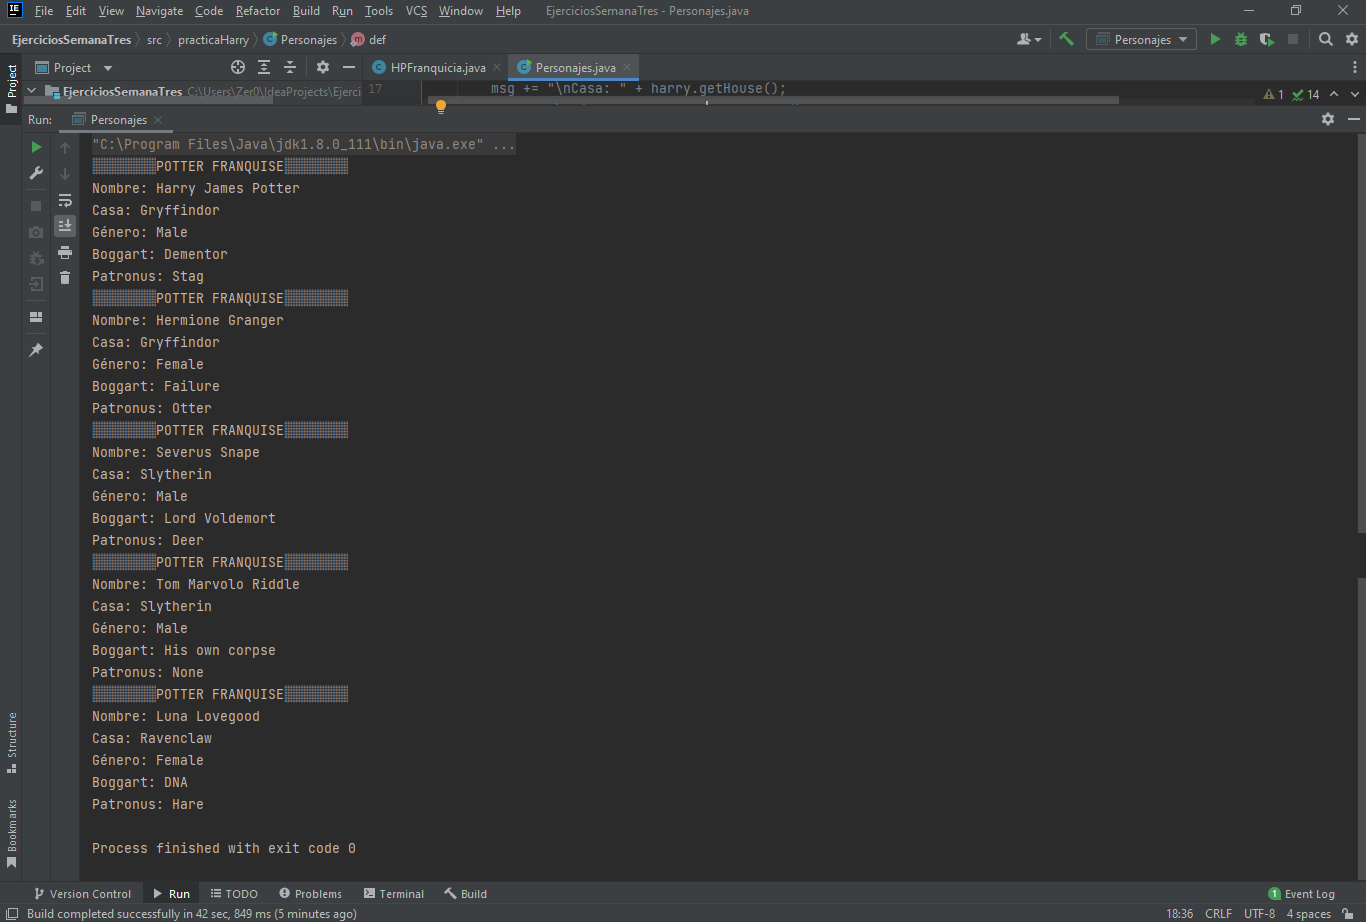 IE File Edit View Navigate Code Refactor Build Run Tools VCS Window Help EjerciciosSemanaTres - Personajes.java
EjerciciosSemanaTres src practicaHarry Personajes def Personajes
Project
Project HPFranquicia.java Personajes.java
EjerciciosSemanaTres C:\Users\Zer0\IdeaProjects\Ejerci 17 msg += "\nCasa: " + harry.getHouse(); 1 14
Run: Personajes
"C:\Program Files\Java\jdk1.8.0_111\bin\java.exe" ...
▒▒▒▒▒▒▒▒POTTER FRANQUISE▒▒▒▒▒▒▒▒
Nombre: Harry James Potter
Casa: Gryffindor
Género: Male
Boggart: Dementor
Patronus: Stag
▒▒▒▒▒▒▒▒POTTER FRANQUISE▒▒▒▒▒▒▒▒
Nombre: Hermione Granger
Casa: Gryffindor
Género: Female
Boggart: Failure
Patronus: Otter
▒▒▒▒▒▒▒▒POTTER FRANQUISE▒▒▒▒▒▒▒▒
Nombre: Severus Snape
Casa: Slytherin
Género: Male
Boggart: Lord Voldemort
Patronus: Deer
▒▒▒▒▒▒▒▒POTTER FRANQUISE▒▒▒▒▒▒▒▒
Nombre: Tom Marvolo Riddle
Casa: Slytherin
Género: Male
Boggart: His own corpse
Patronus: None
▒▒▒▒▒▒▒▒POTTER FRANQUISE▒▒▒▒▒▒▒▒
Nombre: Luna Lovegood
Casa: Ravenclaw
Género: Female
Boggart: DNA
Patronus: Hare
Process finished with exit code 0
Structure
Bookmarks
Version Control Run TODO Problems Terminal Build 1 Event Log
Build completed successfully in 42 sec, 849 ms (5 minutes ago) 18:36 CRLF UTF-8 4 spaces